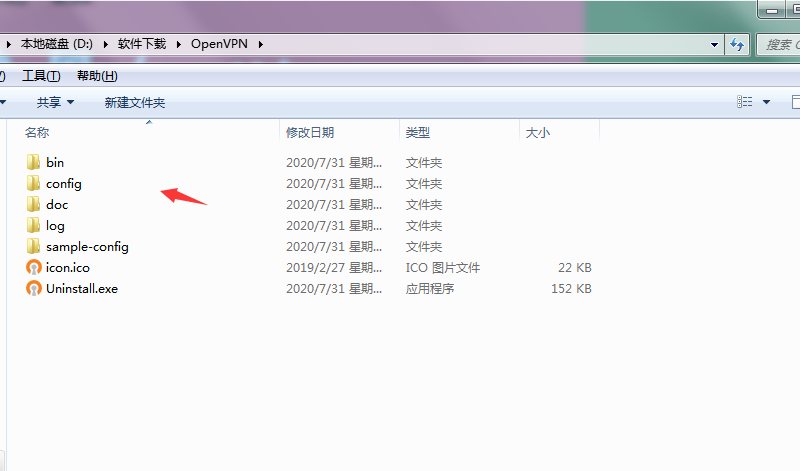 本地磁盘 (D:) 软件下载 OpenVPN
搜索
工具(T) 帮助(H)
共享 新建文件夹
名称 修改日期 类型 大小
bin 2020/7/31 星期... 文件夹
config 2020/7/31 星期... 文件夹
doc 2020/7/31 星期... 文件夹
log 2020/7/31 星期... 文件夹
sample-config 2020/7/31 星期... 文件夹
icon.ico 2019/2/27 星期... ICO 图片文件 22 KB
Uninstall.exe 2020/7/31 星期... 应用程序 152 KB